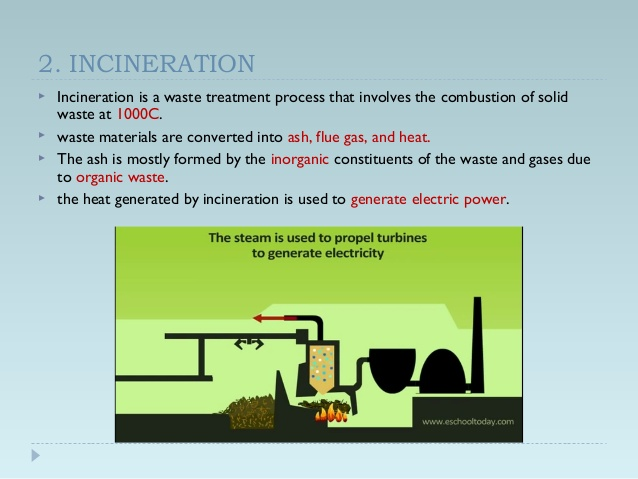 2. INCINERATION
Incineration is a waste treatment process that involves the combustion of solid
waste at 1000C.
waste materials are converted into ash, flue gas, and heat.
The ash is mostly formed by the inorganic constituents of the waste and gases due
to organic waste.
the heat generated by incineration is used to generate electric power.
The steam is used to propel turbines
to generate electricity
www.eschooltoday.com